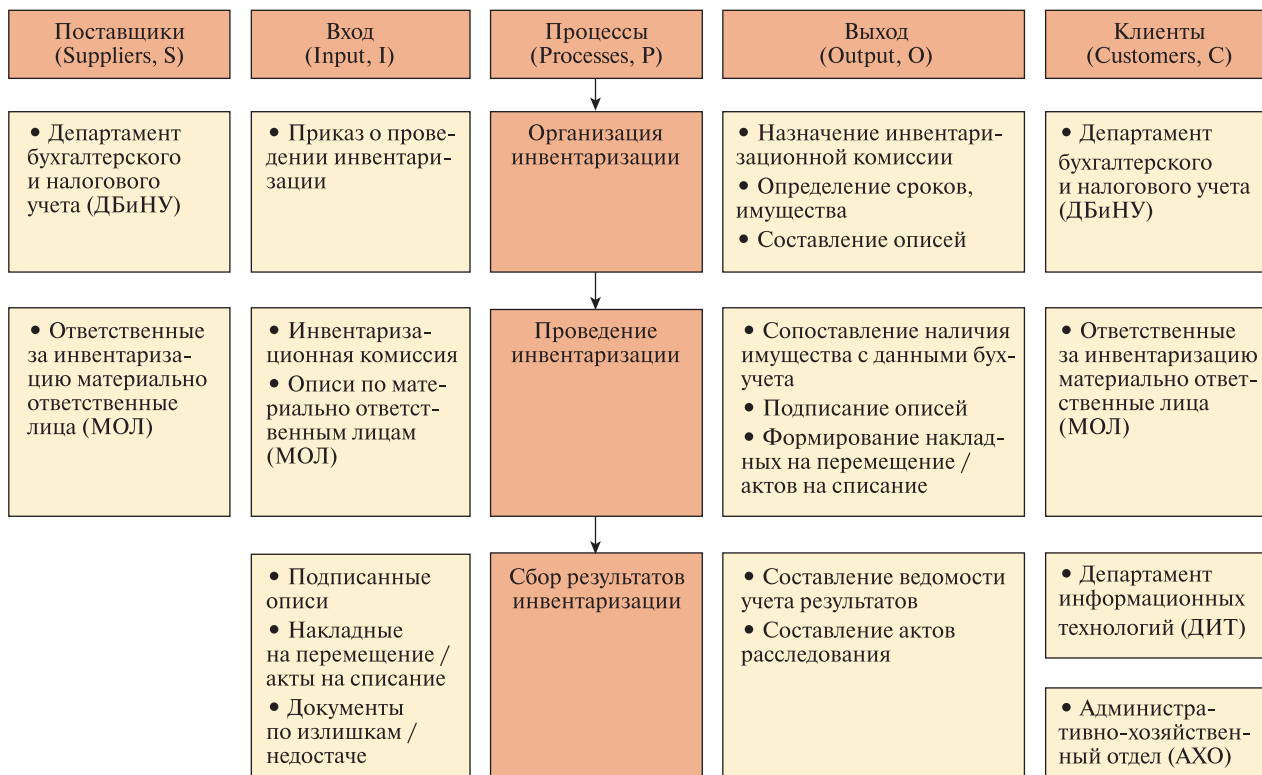 Поставщики
(Suppliers, S)
Вход
(Input, I)
Процессы
(Processes, P)
Выход
(Output, O)
Клиенты
(Customers, C)
• Департамент
бухгалтерского
и налогового
учета (ДБиНУ)
• Приказ о прове-
дении инвентари-
зации
Организация
инвентаризации
• Назначение инвентари-
зационной комиссии
• Определение сроков,
имущества
• Составление описей
• Департамент
бухгалтерского
и налогового учета
(ДБиНУ)
• Ответственные
за инвентариза-
цию материально
ответственные
лица (МОЛ)
• Инвентариза-
ционная комиссия
• Описи по мате-
риально ответст-
венным лицам
(МОЛ)
Проведение
инвентаризации
• Сопоставление наличия
имущества с данными бух-
учета
• Подписание описей
• Формирование наклад-
ных на перемещение /
актов на списание
• Ответственные
за инвентаризацию
материально ответ-
ственные лица
(МОЛ)
• Подписанные
описи
• Накладные
на перемещение /
акты на списание
• Документы
по излишкам /
недостаче
Сбор результатов
инвентаризации
• Составление ведомости
учета результатов
• Составление актов
расследования
• Департамент
информационных
технологий (ДИТ)
• Администра-
тивно-хозяйствен-
ный отдел (АХО)